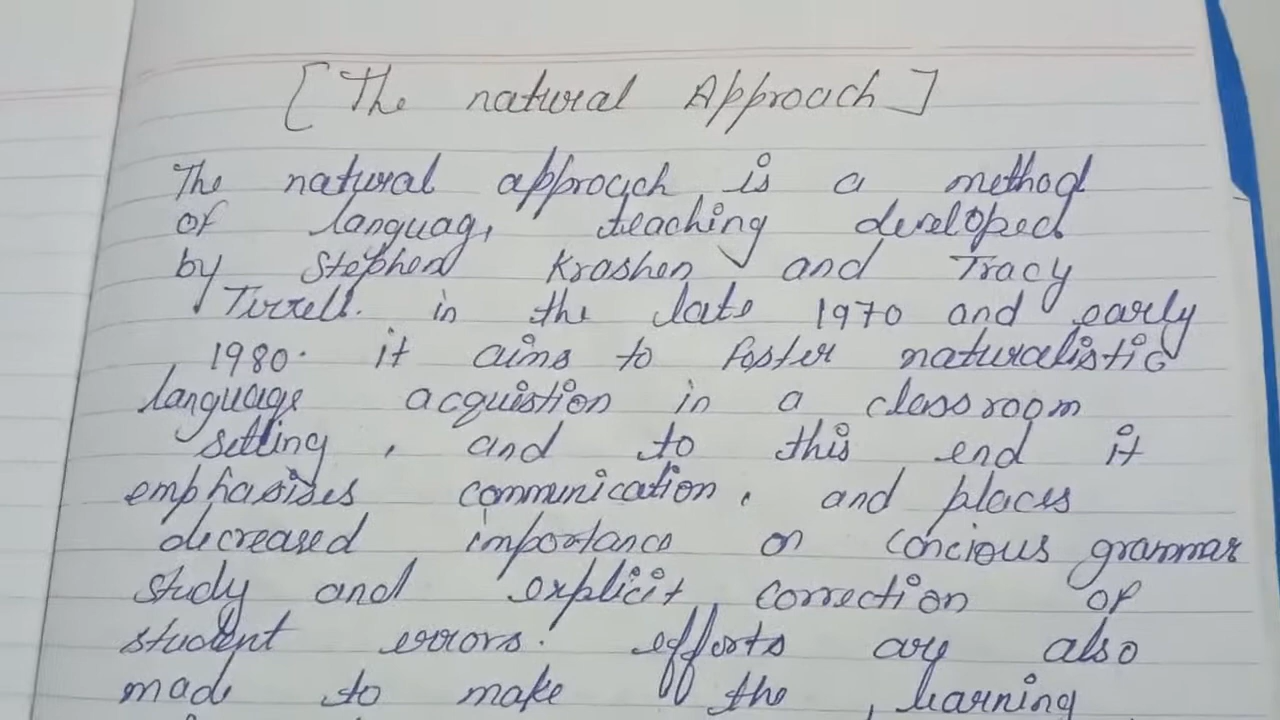 [The natural Approach]
The natural approach is a method
of languag, teaching developed
by Stephen Krashen and Tracy
Tirrell. in the late 1970 and early
1980. it aims to foster naturalistic
language acquistion in a classroom
setting, and to this end it
emphasises communication, and places
decreased importance on concious grammar
study and explicit correction of
student errors. efforts are also
made to make the learning